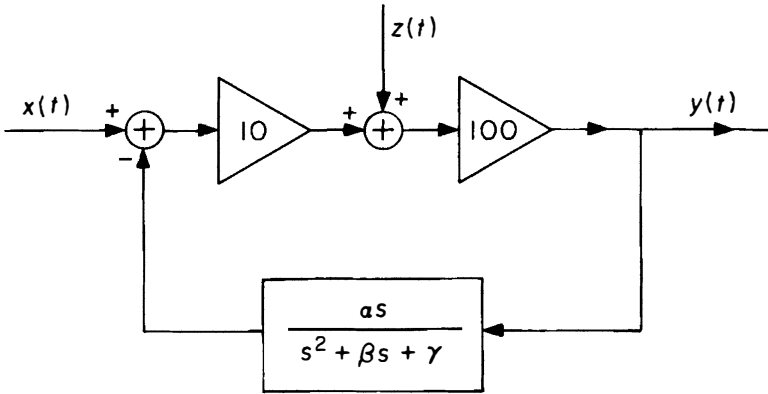 z(t)
x(t) + + + y(t)
+ 10 + 100
-
αs
s² + βs + γ